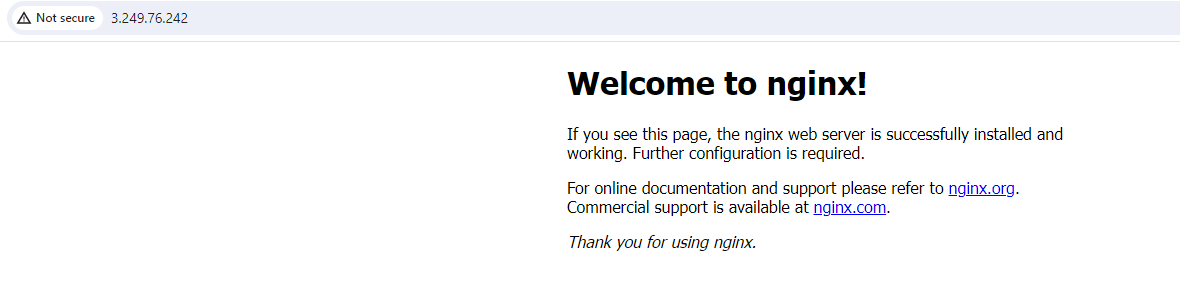 Not secure 3.249.76.242
Welcome to nginx!
If you see this page, the nginx web server is successfully installed and
working. Further configuration is required.
For online documentation and support please refer to nginx.org.
Commercial support is available at nginx.com.
Thank you for using nginx.